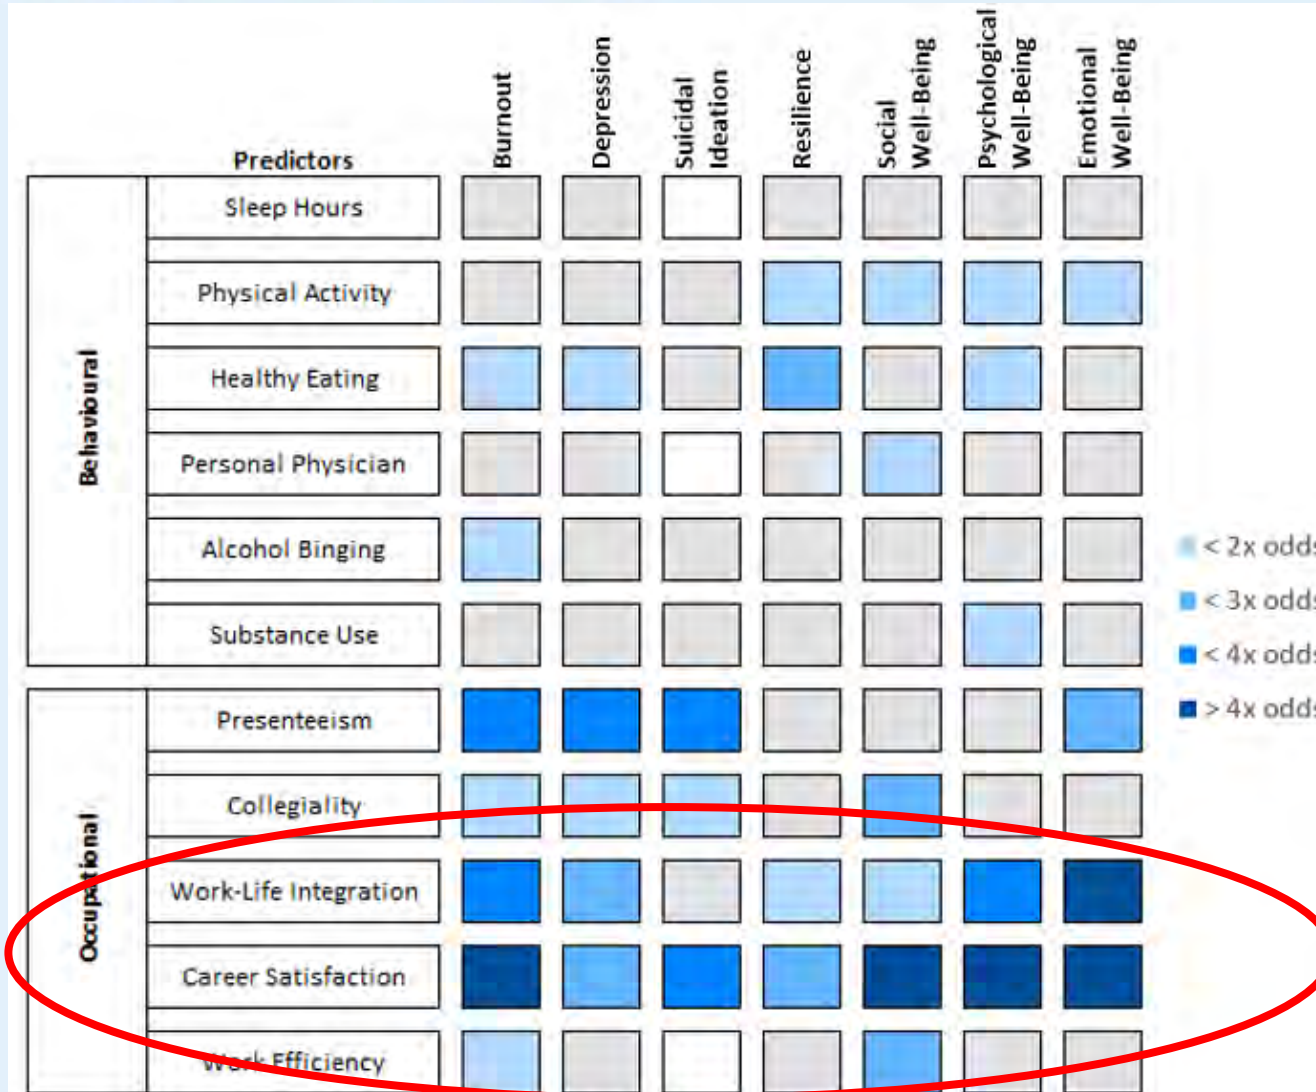 Predictors
Burnout
Depression
Suicidal
Ideation
Resilience
Social
Well-Being
Psychological
Well-Being
Emotional
Well-Being
Behavioural
Sleep Hours
Physical Activity
Healthy Eating
Personal Physician
Alcohol Binging
Substance Use
Occupational
Presenteeism
Collegiality
Work-Life Integration
Career Satisfaction
Work Efficiency
< 2x odds
< 3x odds
< 4x odds
> 4x odds